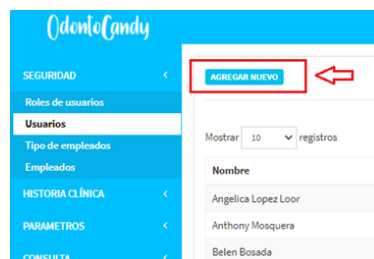 OdontoCandy
SEGURIDAD
Roles de usuarios
Usuarios
Tipo de empleados
Empleados
HISTORIA CLÍNICA
PARAMETROS
CONSULTA
AGREGAR NUEVO
Mostrar 10 registros
Nombre
Angelica Lopez Loor
Anthony Mosquera
Belen Bosada